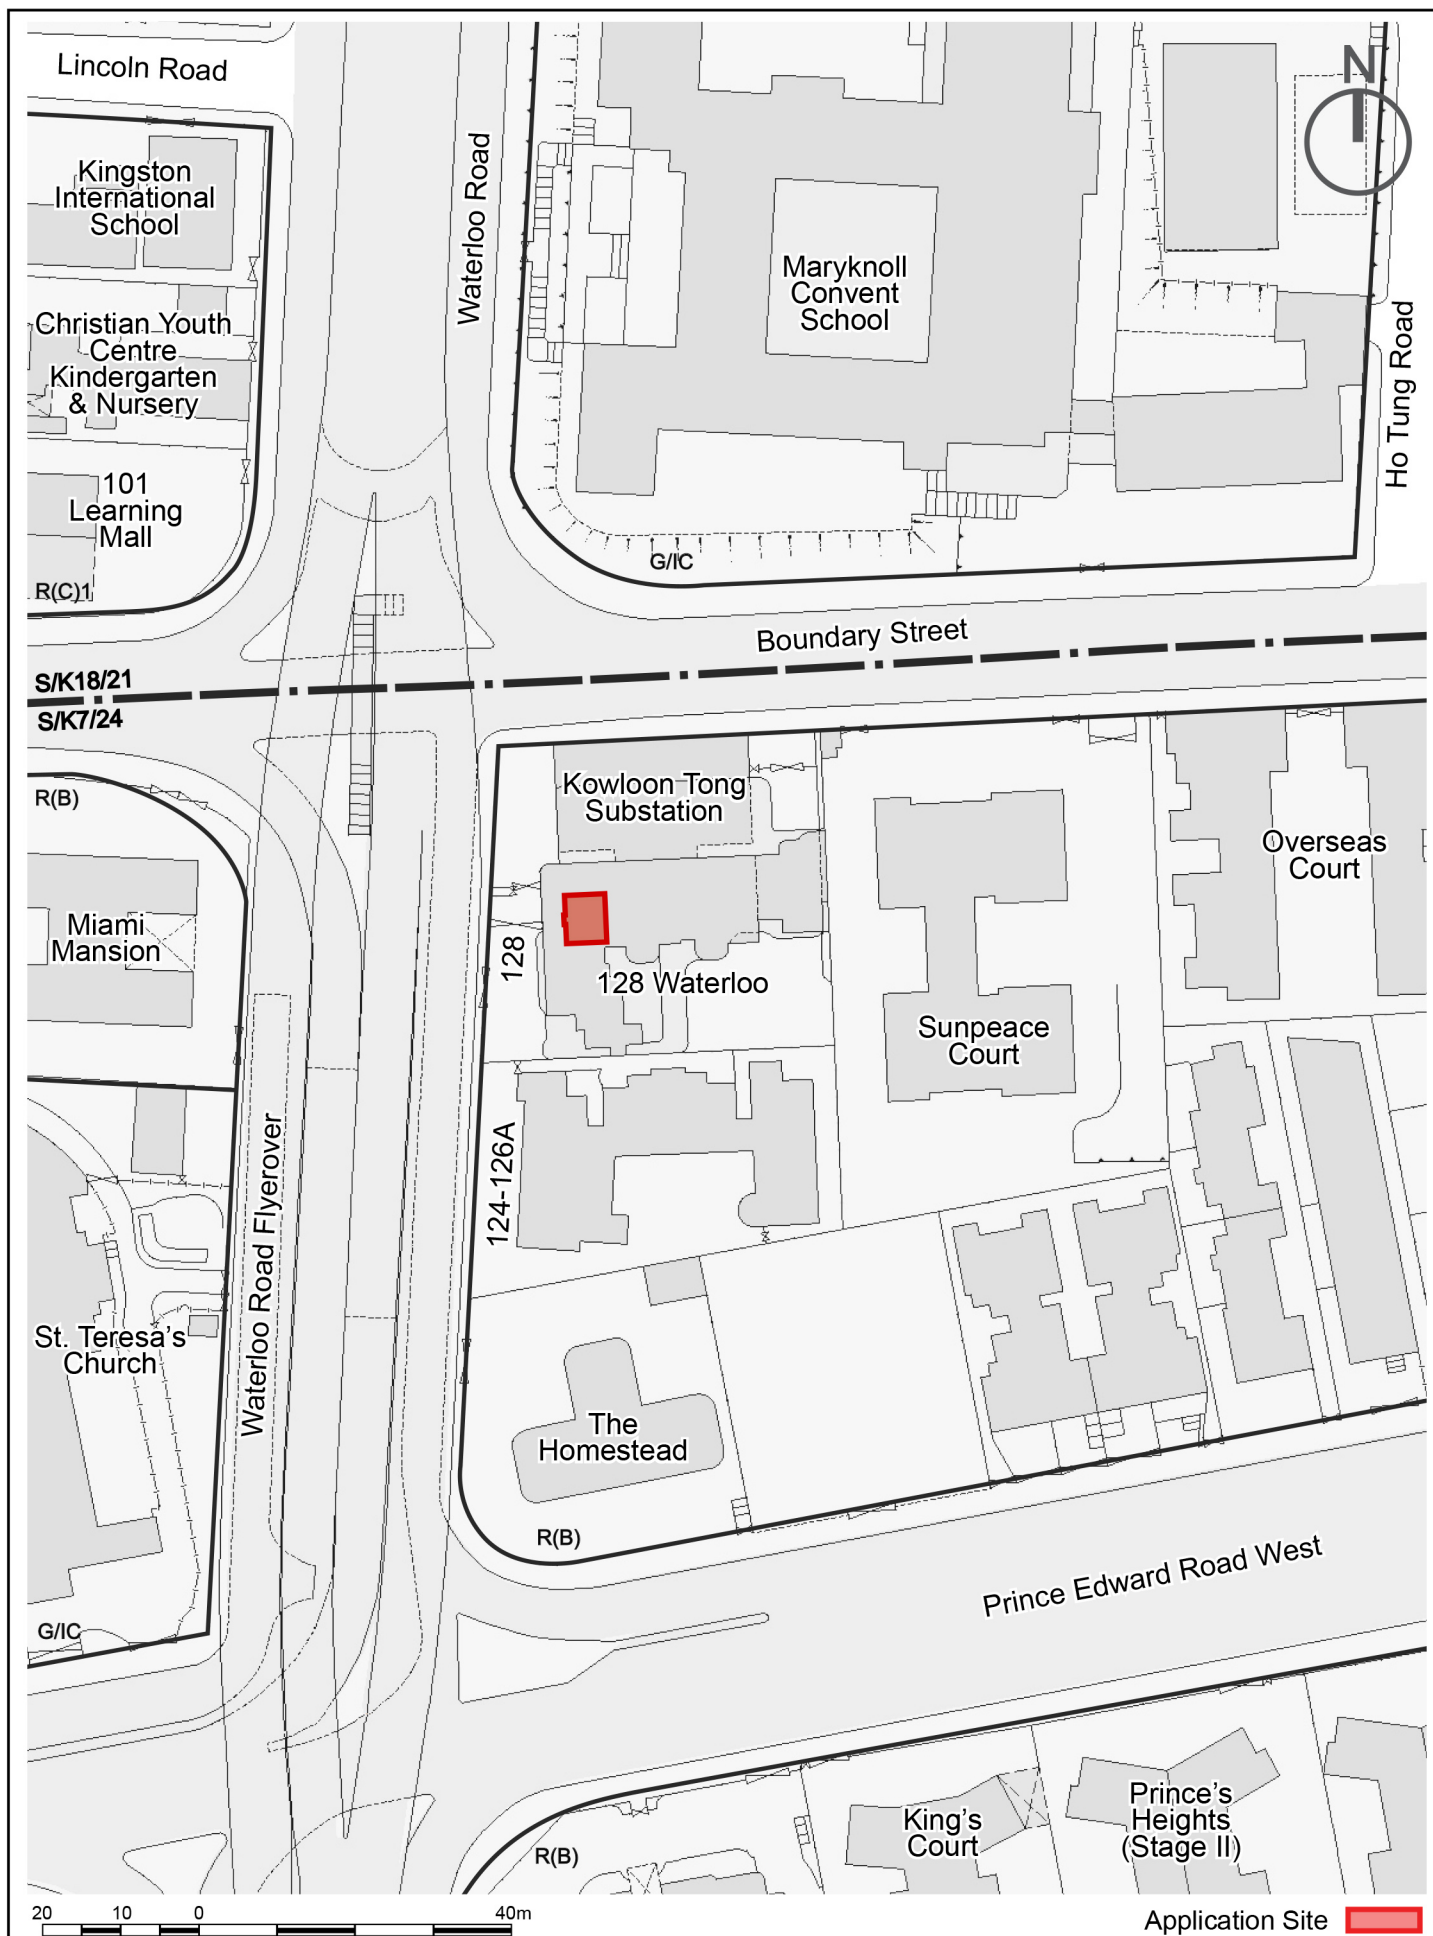 N
Lincoln Road
Kingston
International
School
Waterloo Road
Maryknoll
Convent
School
Christian Youth
Centre
Kindergarten
& Nursery
Ho Tung Road
101
Learning
Mall
R(C)1
G/IC
Boundary Street
S/K18/21
S/K7/24
R(B)
Kowloon Tong
Substation
Overseas
Court
Miami
Mansion
128
128 Waterloo
Sunpeace
Court
124-126A
Waterloo Road Flyerover
St. Teresa's
Church
The
Homestead
R(B)
Prince Edward Road West
G/IC
Prince's
Heights
(Stage II)
King's
Court
R(B)
20 10 0 40m
Application Site